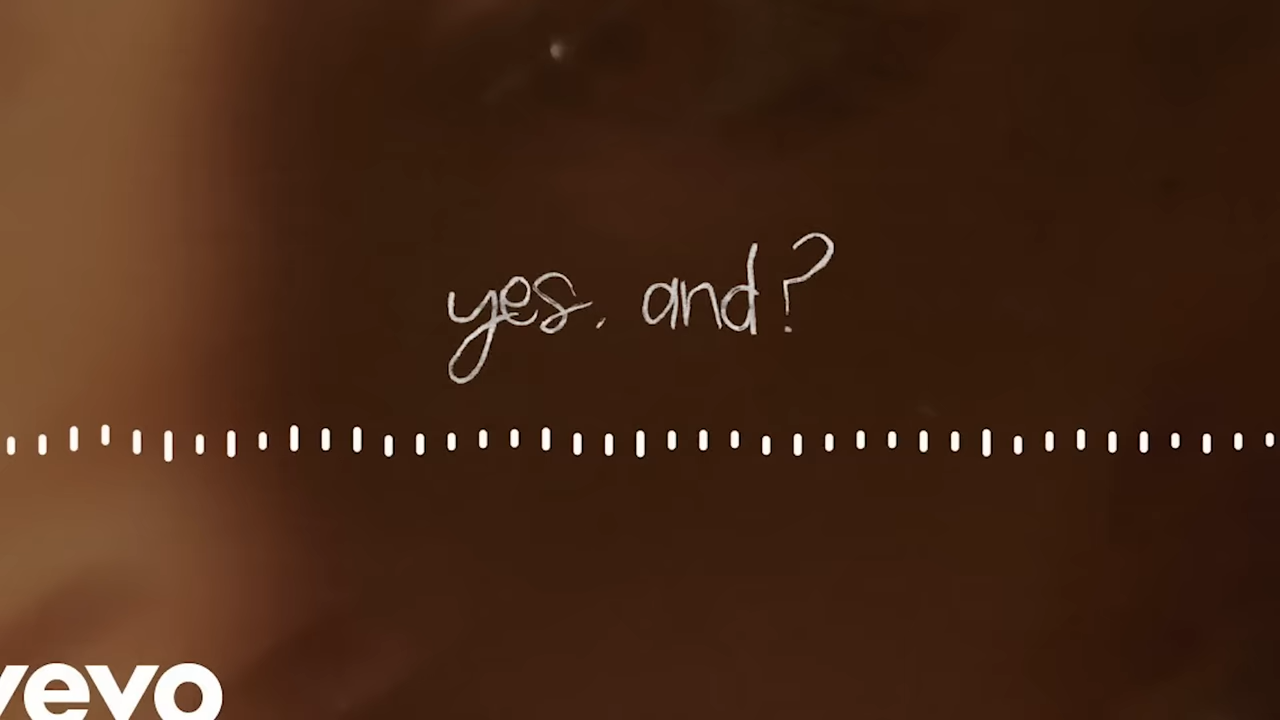 yes, and?
vevo